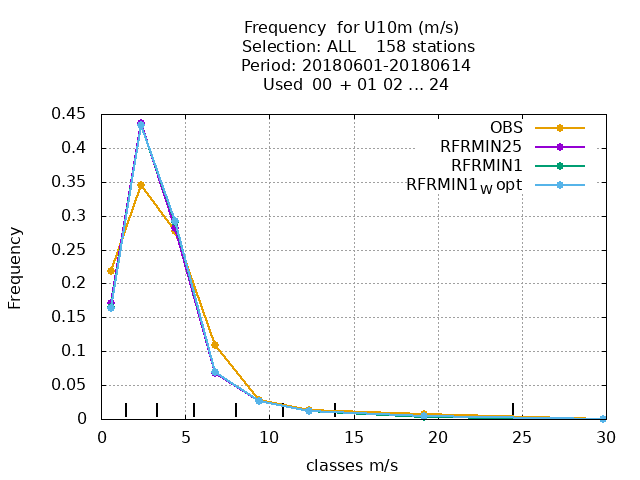 Frequency for U10m (m/s)
Selection: ALL 158 stations
Period: 20180601-20180614
Used 00 + 01 02 ... 24
OBS
RFRMIN25
RFRMIN1
RFRMIN1W opt
Frequency
0.45
0.4
0.35
0.3
0.25
0.2
0.15
0.1
0.05
0
0 5 10 15 20 25 30
classes m/s